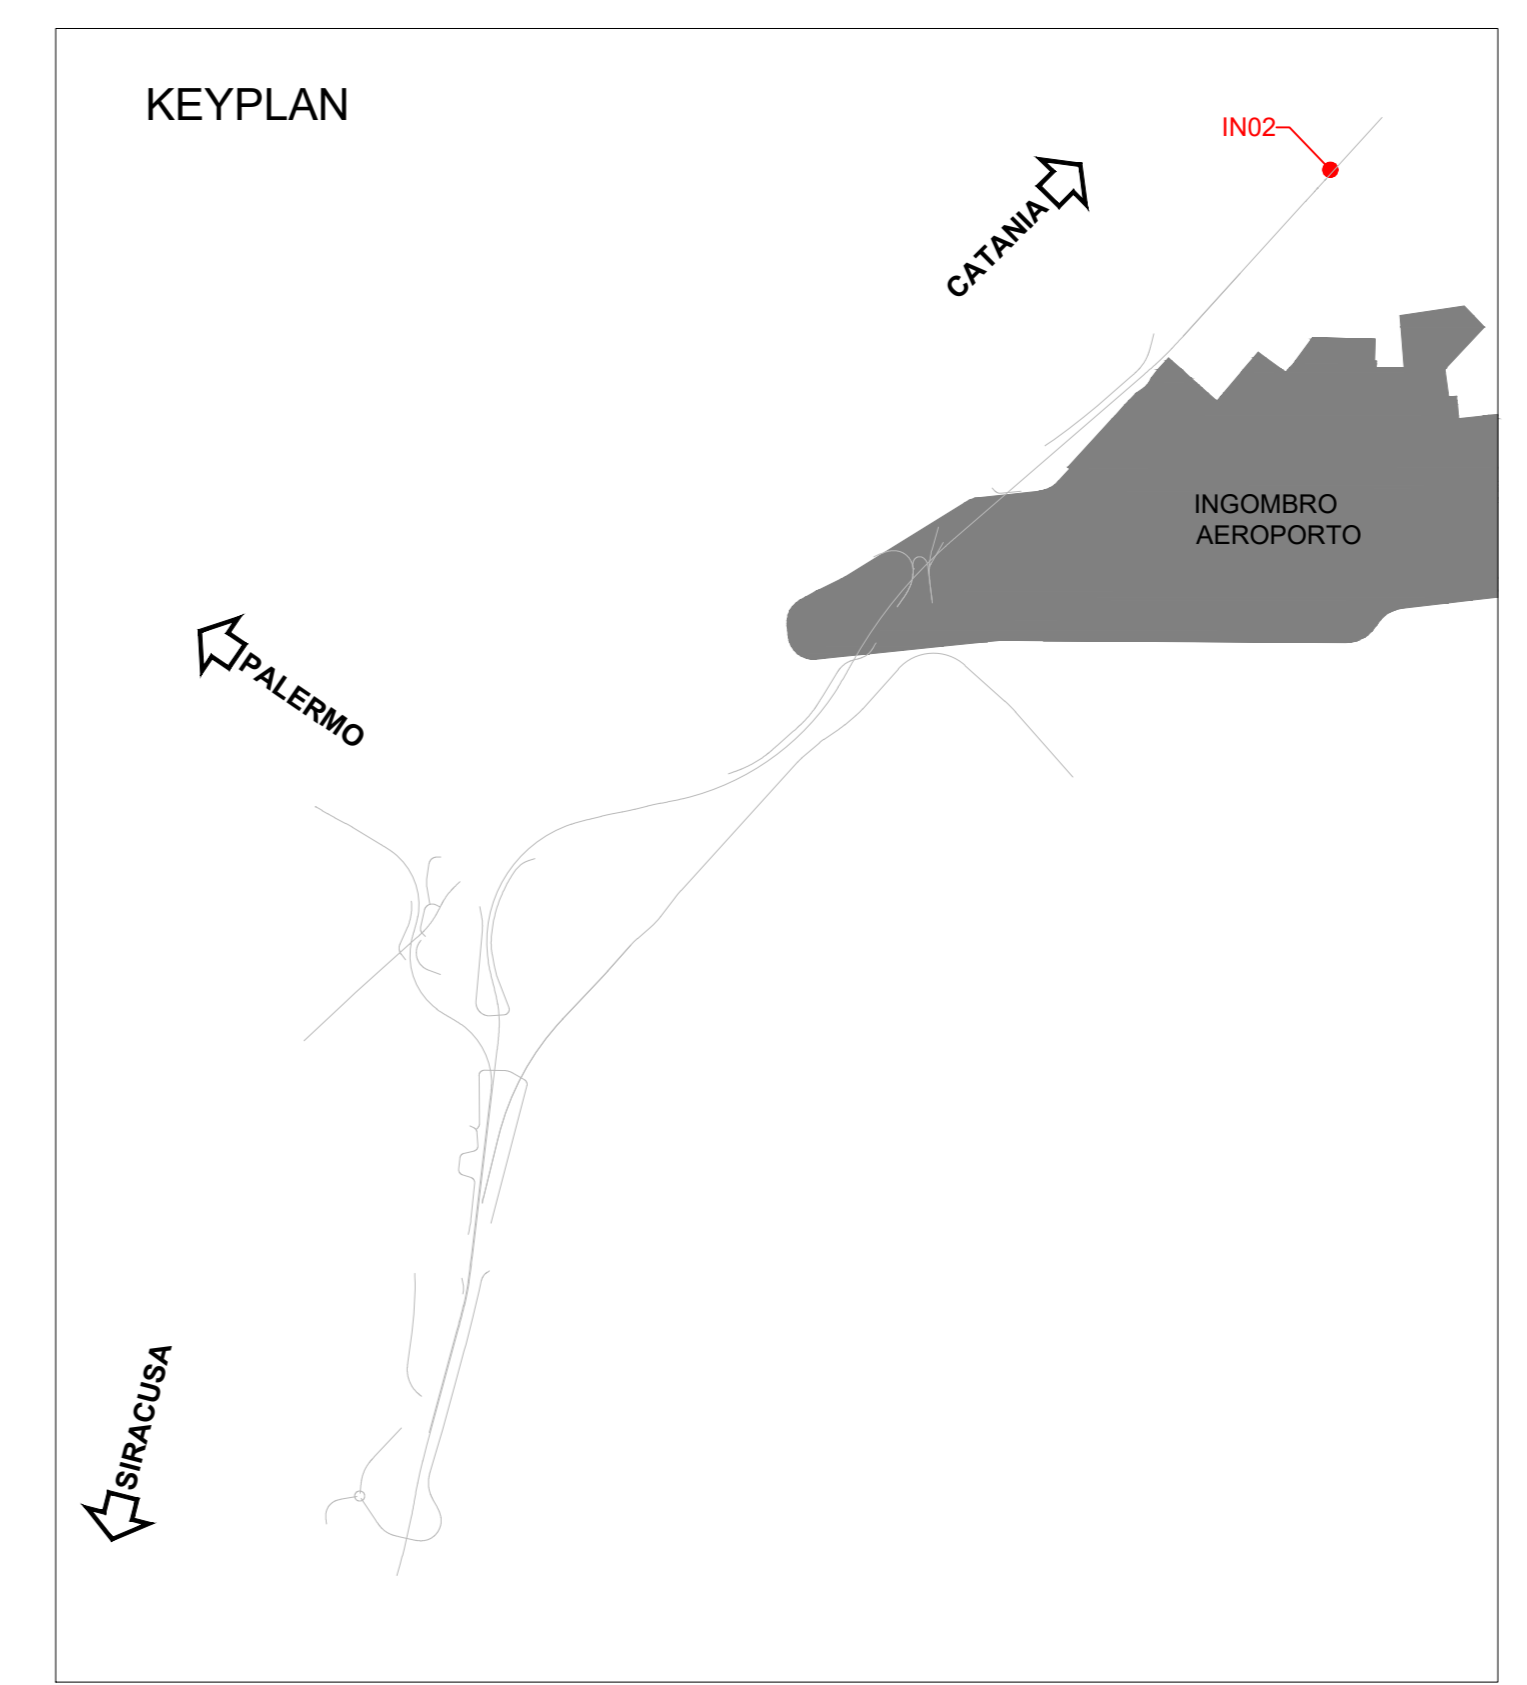 KEYPLAN
IN02
CATANIA
INGOMBRO
AEROPORTO
PALERMO
SIRACUSA